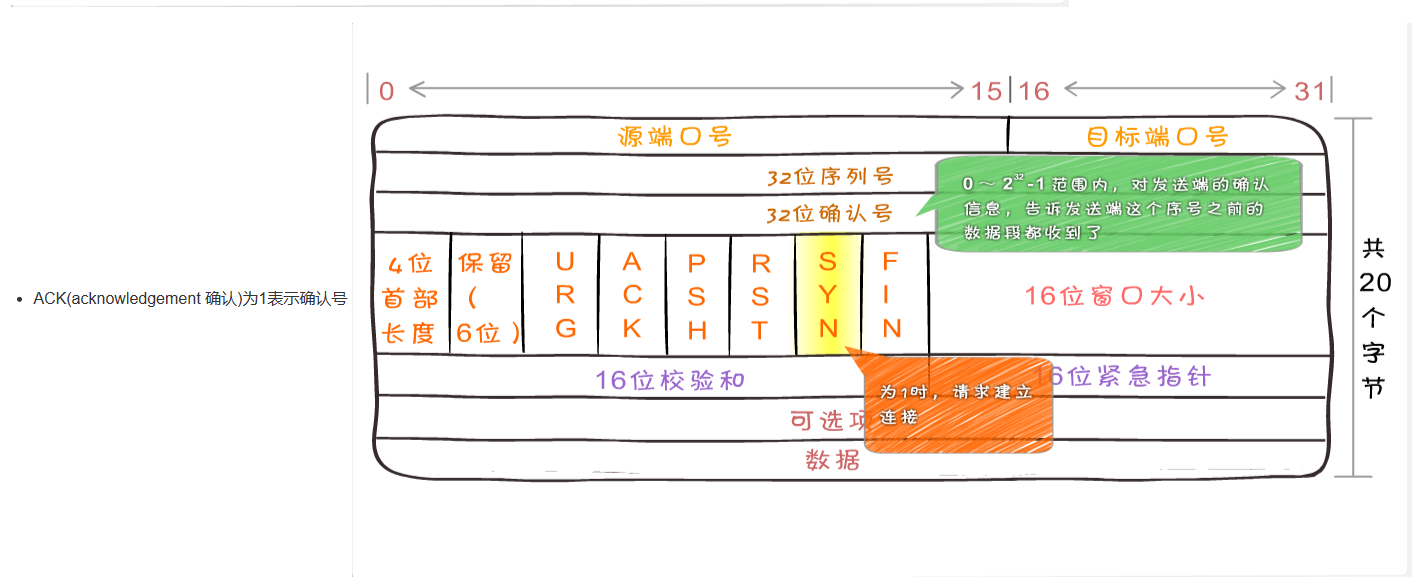 ACK(acknowledgement 确认)为1表示确认号
0 15 16 31
源端口号 目标端口号
32位序列号
32位确认号
0 ~ 2³²-1 范围内，对发送端的确认
信息，告诉发送端这个序号之前的
数据段都收到了
4位首部长度 保留(6位) URG ACK PSH RST SYN FIN 16位窗口大小
16位校验和 16位紧急指针
为1时，请求建立
连接
可选项
数据
共20个字节